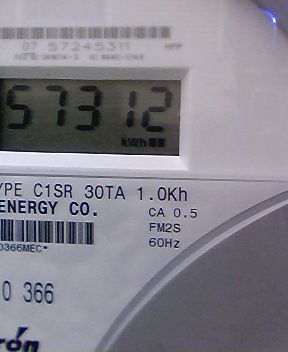 07 57245311
57312
kWh
YPE C1SR 30TA 1.0Kh
ENERGY CO.
CA 0.5
FM2S
60Hz
0366MEC*
0 366
rón